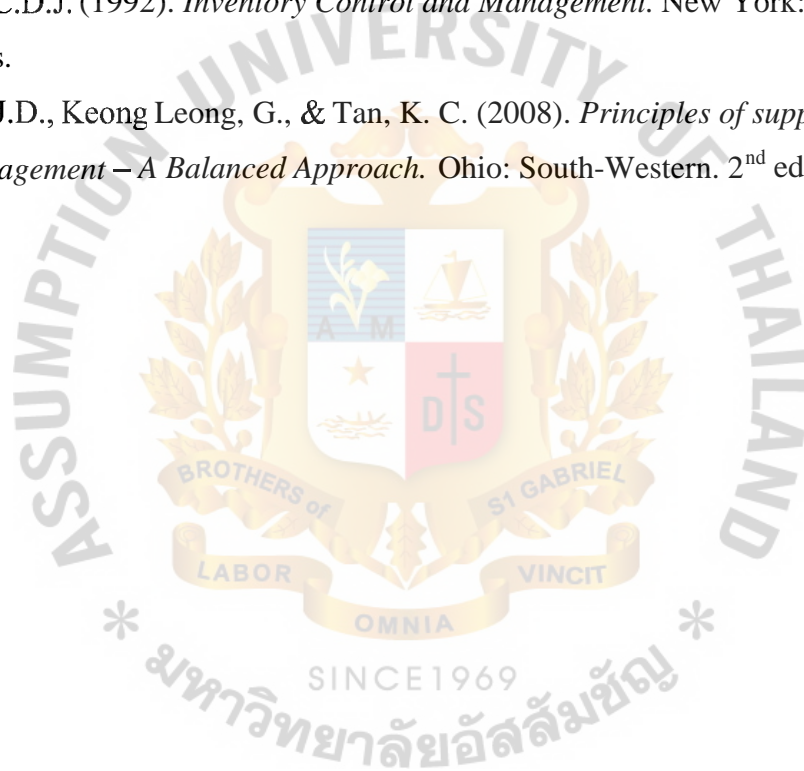 C.D.J. (1992). Inventory Control and Management. New York:
s.
J.D., Keong Leong, G., & Tan, K. C. (2008). Principles of supp
agement – A Balanced Approach. Ohio: South-Western. 2nd ed
ASSUMPTION UNIVERSITY OF THAILAND
A M
D S
BROTHERS of ST GABRIEL
LABOR
VINCIT
OMNIA
* *
SINCE1969
มหาวิทยาลัยอัสสัมชัญ